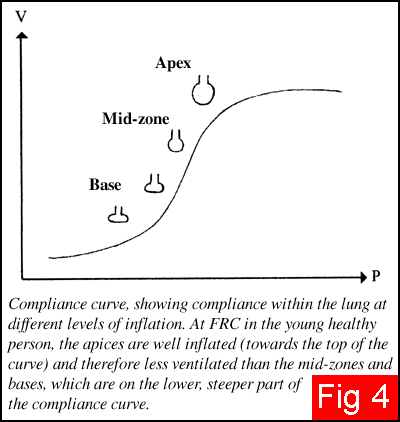 V
Apex
Mid-zone
Base
P
Compliance curve, showing compliance within the lung at
different levels of inflation. At FRC in the young healthy
person, the apices are well inflated (towards the top of the
curve) and therefore less ventilated than the mid-zones and
bases, which are on the lower, steeper part of
the compliance curve.
Fig 4